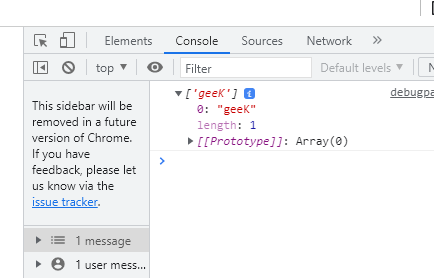 Elements Console Sources Network »
top ▼ Filter Default levels ▼
This sidebar will be
removed in a future
version of Chrome.
If you have
feedback, please let
us know via the
issue tracker.
1 message
1 user mess...
['geeK'] i
0: "geeK"
length: 1
[[Prototype]]: Array(0)
debugpa